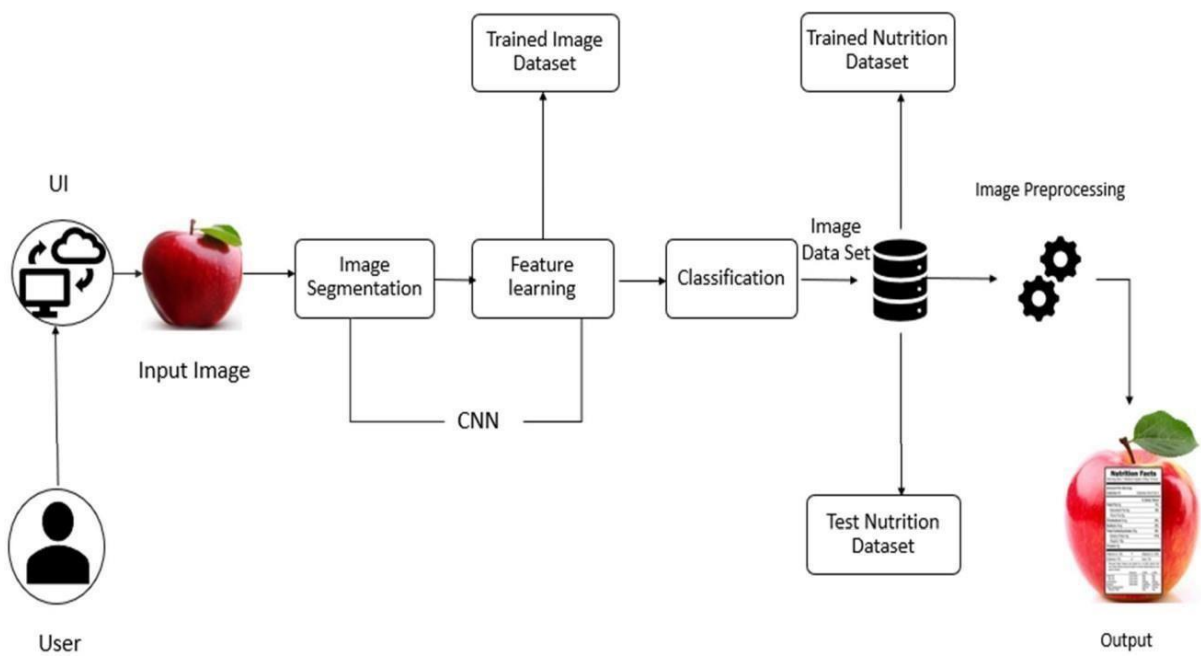 Trained Image
Dataset
Trained Nutrition
Dataset
UI
Image Preprocessing
Image
Data Set
Image
Segmentation
Feature
learning
Classification
Input Image
CNN
Nutrition Facts
Test Nutrition
Dataset
User
Output